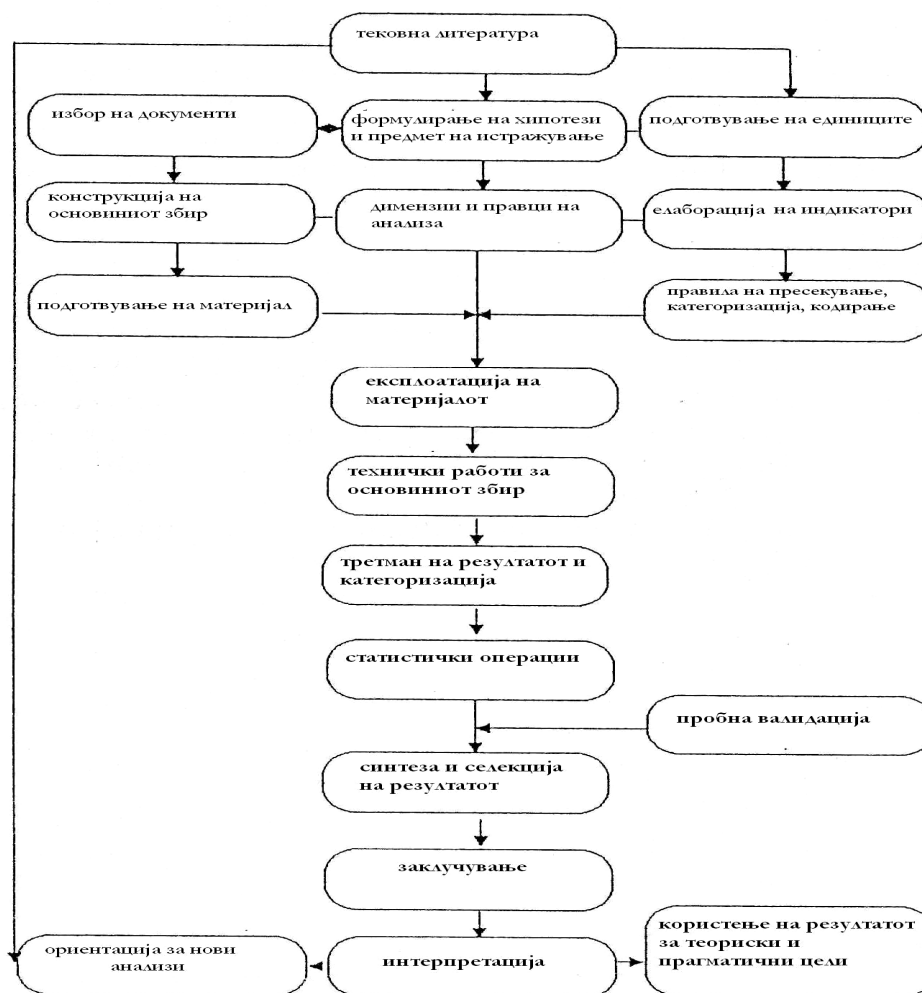 тековна литература
избор на документи
формулирање на хипотези
и предмет на истражување
подготвување на единиците
конструкција на
основиниот збир
димензии и правци на
анализа
елаборација на индикатори
подготвување на материјал
правила на пресекување,
категоризација, кодирање
експлоатација на
материјалот
технички работи за
основиниот збир
третман на резултатот и
категоризација
статистички операции
пробна валидација
синтеза и селекција
на резултатот
заклучување
ориентација за нови
анализи
интерпретација
користење на резултатот
за теориски и
прагматични цели